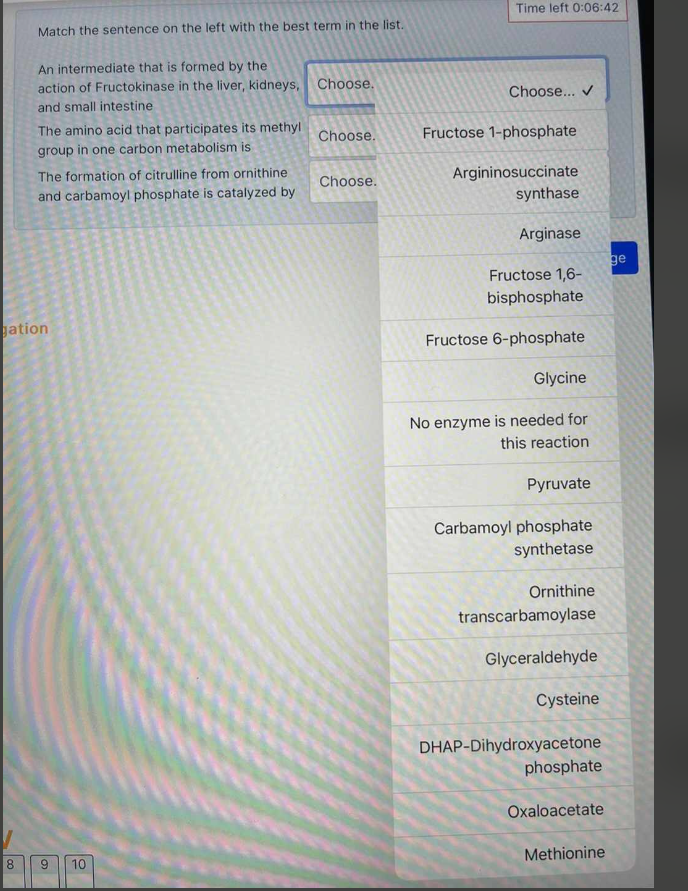 Time left 0:06:42
Match the sentence on the left with the best term in the list.
An intermediate that is formed by the
action of Fructokinase in the liver, kidneys,
and small intestine
Choose.
The amino acid that participates its methyl
group in one carbon metabolism is
Choose.
The formation of citrulline from ornithine
and carbamoyl phosphate is catalyzed by
Choose.
Choose... ✓
Fructose 1-phosphate
Argininosuccinate
synthase
Arginase
Fructose 1,6-
bisphosphate
Fructose 6-phosphate
Glycine
No enzyme is needed for
this reaction
Pyruvate
Carbamoyl phosphate
synthetase
Ornithine
transcarbamoylase
Glyceraldehyde
Cysteine
DHAP-Dihydroxyacetone
phosphate
Oxaloacetate
Methionine
ge
gation
8 9 10